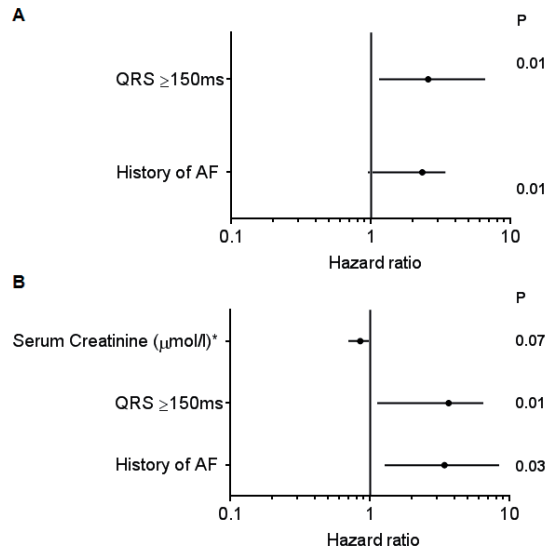 A
P
QRS ≥150ms
0.01
History of AF
0.01
0.1 1 10
Hazard ratio
B
P
Serum Creatinine (μmol/l)* 0.07
QRS ≥150ms 0.01
History of AF 0.03
0.1 1 10
Hazard ratio